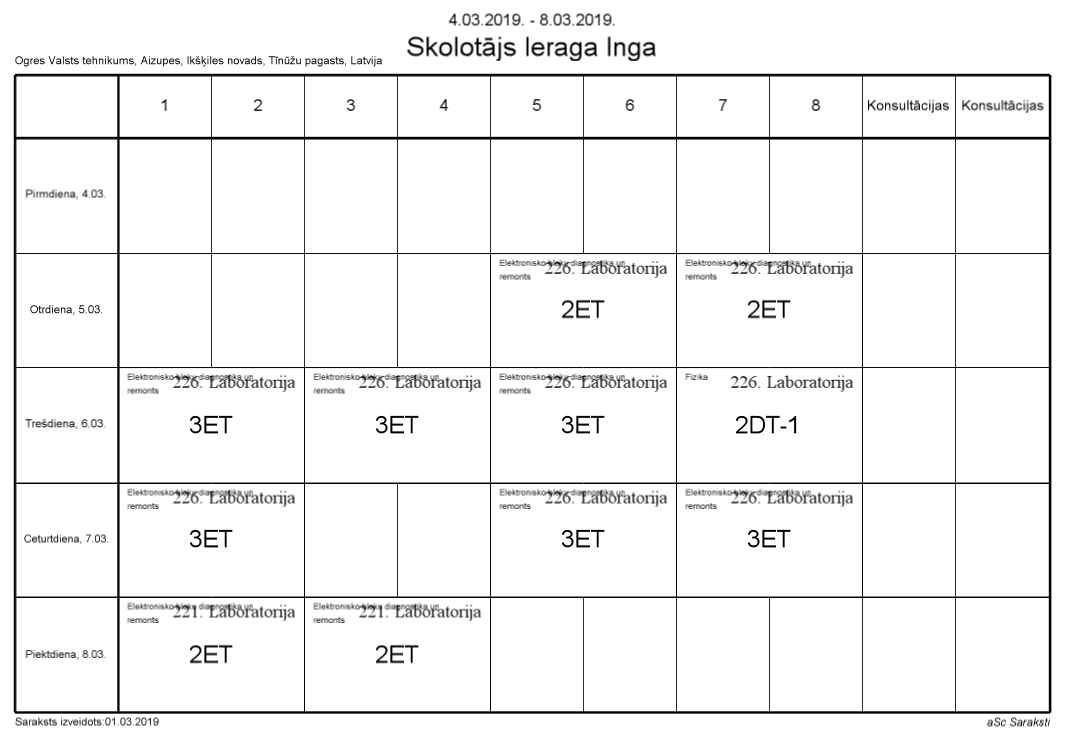 4.03.2019. - 8.03.2019.
Skolotājs Ieraga Inga
Ogres Valsts tehnikums, Aizupes, Ikšķiles novads, Tīnūžu pagasts, Latvija
1 2 3 4 5 6 7 8 Konsultācijas Konsultācijas
Pirmdiena, 4.03.
Otrdiena, 5.03.
Elektronisko bloku diagnostika un
remonts
226. Laboratorija
2ET
Elektronisko bloku diagnostika un
remonts
226. Laboratorija
2ET
Trešdiena, 6.03.
Elektronisko bloku diagnostika un
remonts
226. Laboratorija
3ET
Elektronisko bloku diagnostika un
remonts
226. Laboratorija
3ET
Elektronisko bloku diagnostika un
remonts
226. Laboratorija
3ET
Fizika
226. Laboratorija
2DT-1
Ceturtdiena, 7.03.
Elektronisko bloku diagnostika un
remonts
226. Laboratorija
3ET
Elektronisko bloku diagnostika un
remonts
226. Laboratorija
3ET
Elektronisko bloku diagnostika un
remonts
226. Laboratorija
3ET
Piektdiena, 8.03.
Elektronisko bloku diagnostika un
remonts
221. Laboratorija
2ET
Elektronisko bloku diagnostika un
remonts
221. Laboratorija
2ET
Saraksts izveidots:01.03.2019
aSc Saraksti